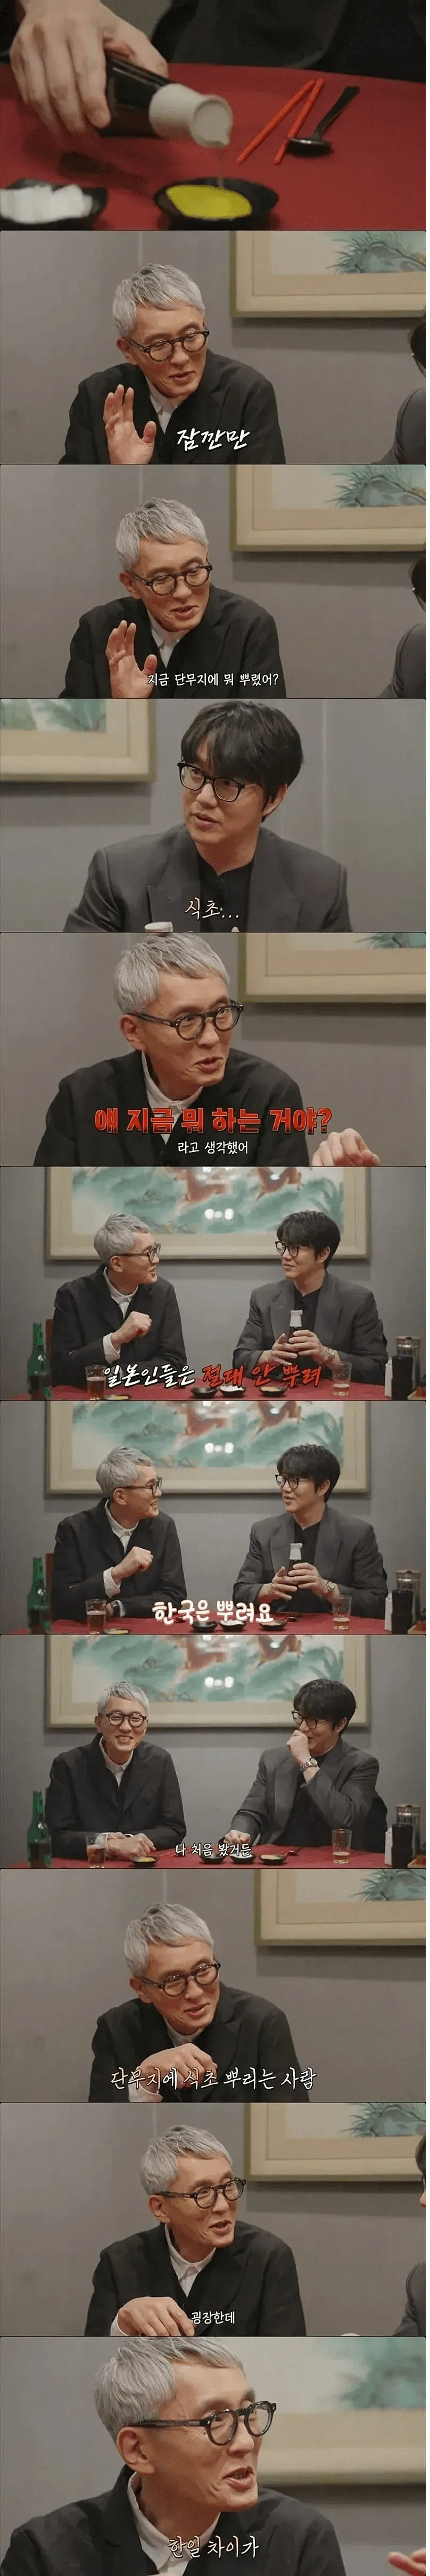 잠깐만
지금 단무지에 뭐 뿌렸어?
식초...
얘 지금 뭐 하는 거야?
라고 생각했어
일본인들은 절대 안 뿌려
한국은 뿌려요
나 처음 봤거든
단무지에 식초 뿌리는 사람
굉장한데
한일 차이가